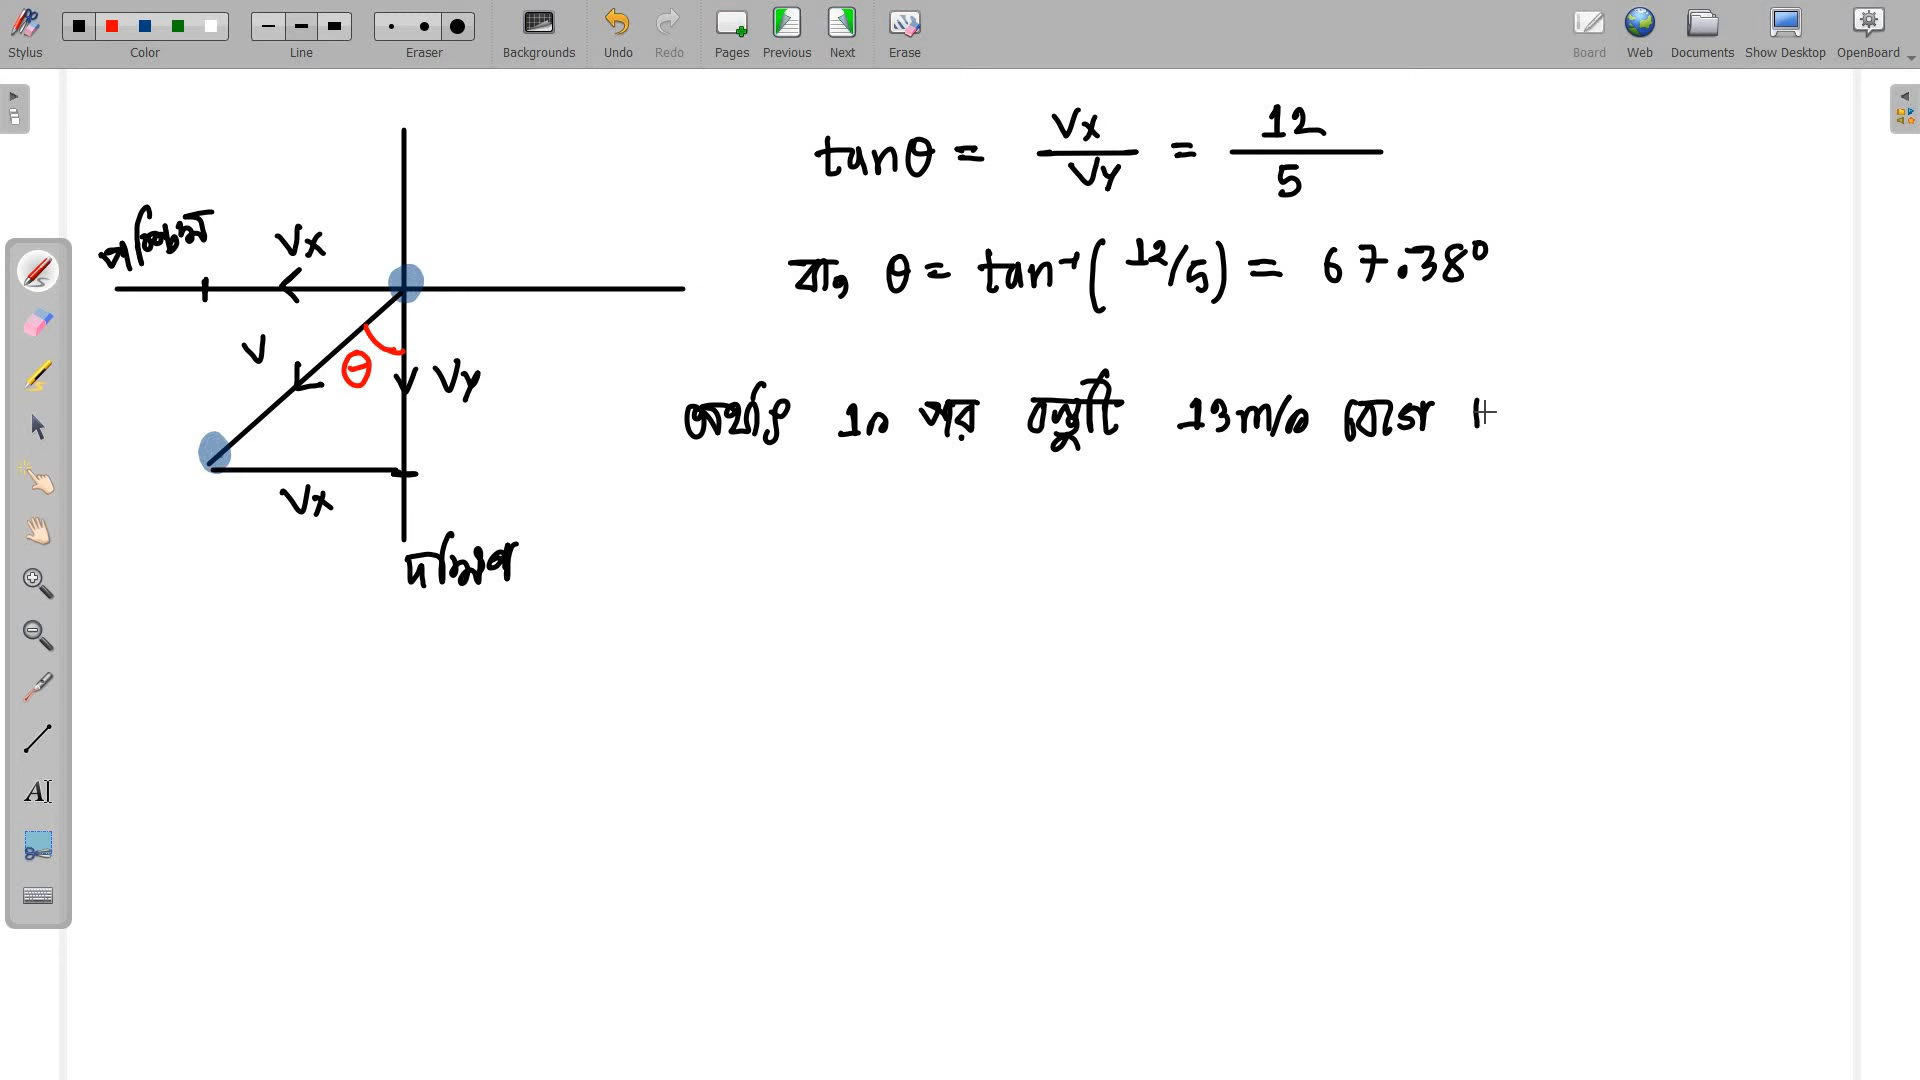 Stylus
Color
Line
Eraser
Backgrounds
Undo
Redo
Pages
Previous
Next
Erase
Board
Web
Documents
Show Desktop
OpenBoard
tanθ = Vx/Vy = 12/5
বা, θ = tan⁻¹(12/5) = 67.38°
অর্থাৎ 1s পর বস্তুটি 13 m/s বেগে
পশ্চিম
Vx
V
θ
Vy
Vx
দক্ষিণ